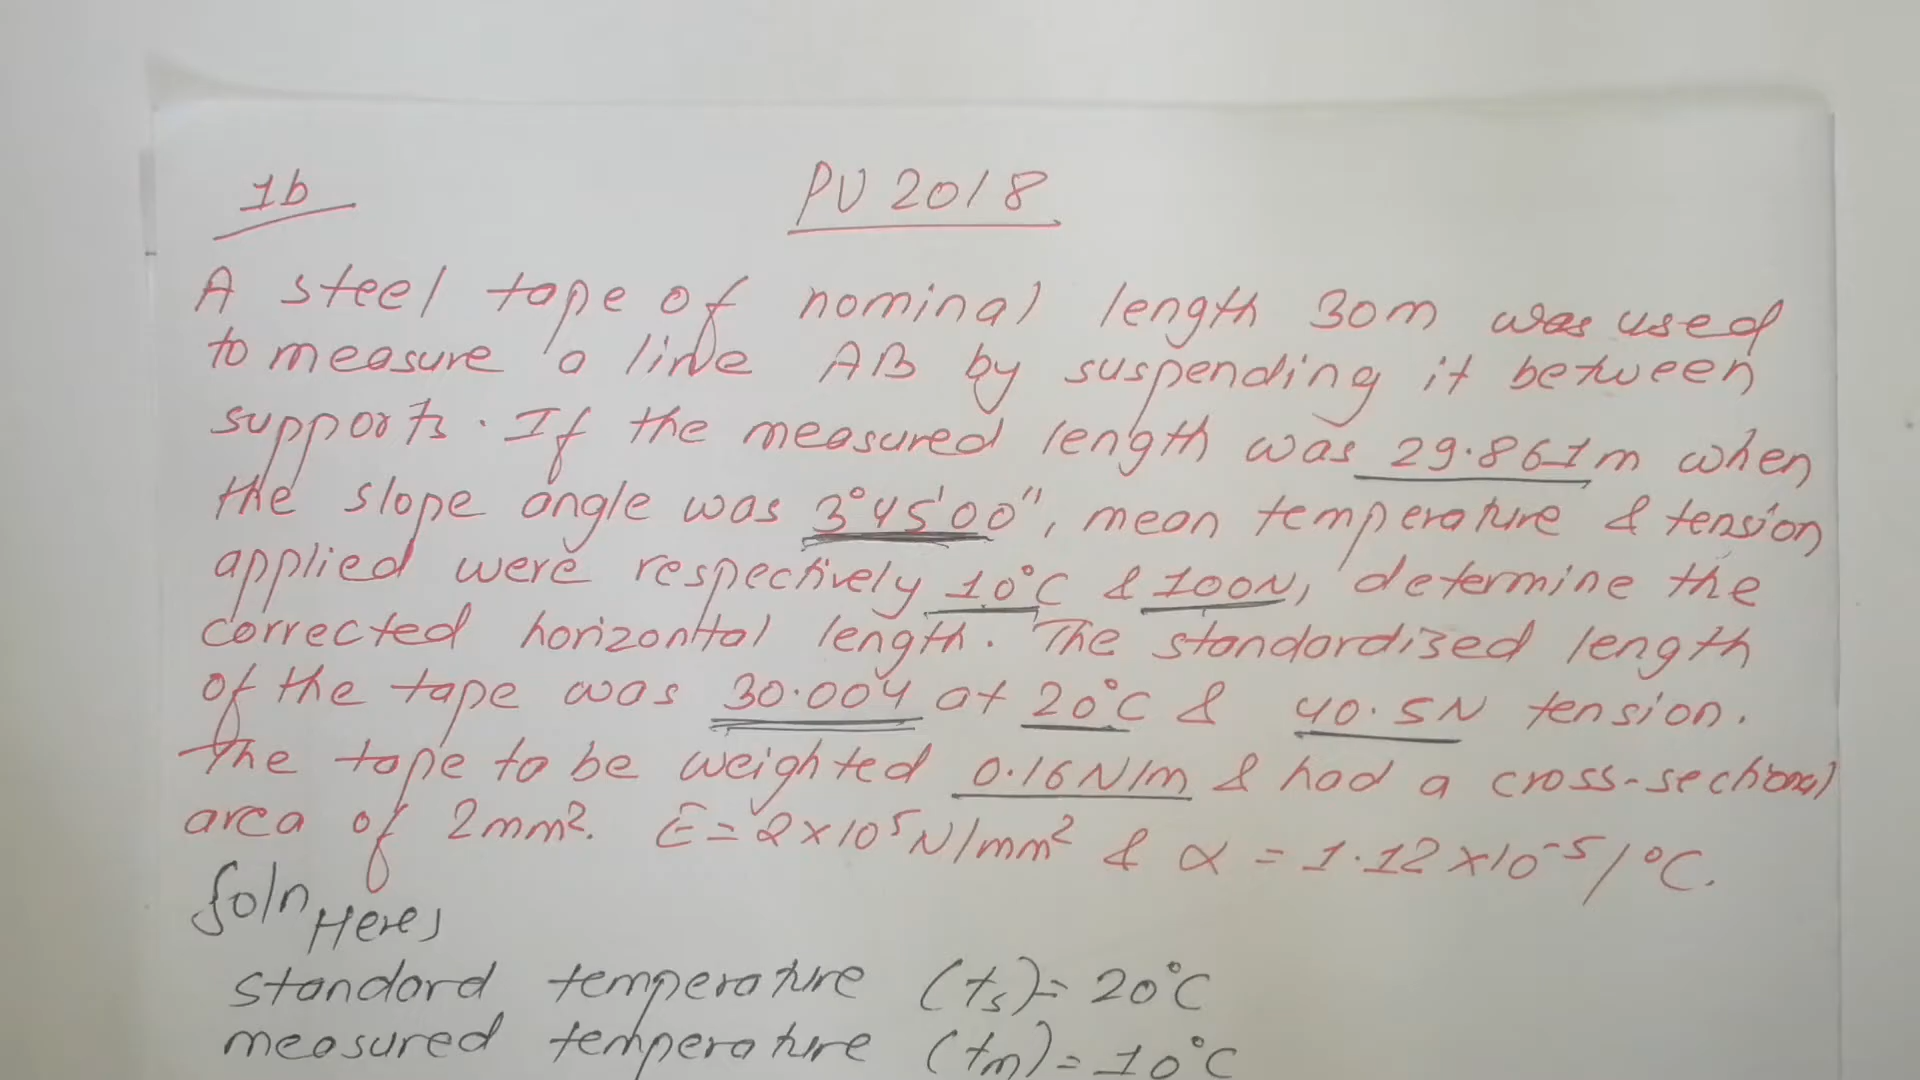 1b
PU 2018
A steel tape of nominal length 30m was used
to measure a line AB by suspending it between
supports. If the measured length was 29.861m when
the slope angle was 3°45'00", mean temperature & tension
applied were respectively 10°C & 100N, determine the
corrected horizontal length. The standardized length
of the tape was 30.004 at 20°C & 40.5N tension.
The tape to be weighted 0.16N/m & had a cross-sectional
area of 2mm². E=2×10⁵N/mm² & α = 1.12×10⁻⁵/°C.
Soln Here,
standard temperature (ts)= 20°C
measured temperature (tm)= 10°C